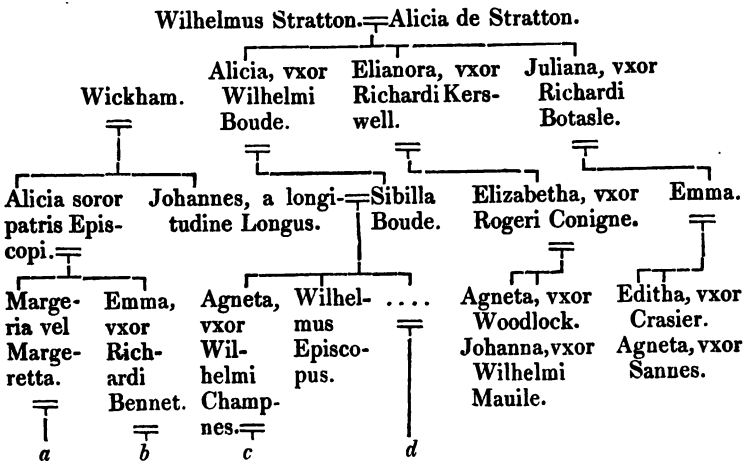 Wilhelmus Stratton. Alicia de Stratton.
Wickham.
Alicia, vxor
Wilhelmi
Boude.
Elianora, vxor
Richardi Kers-
well.
Juliana, vxor
Richardi
Botasle.
Alicia soror
patris Epis-
copi.
Johannes, a longi-
tudine Longus.
Sibilla
Boude.
Elizabetha, vxor
Rogeri Conigne.
Emma.
Marge-
ria vel
Marge-
retta.
Emma,
vxor
Rich-
ardi
Bennet.
Agneta,
vxor
Wil-
helmi
Champ-
nes.
Wilhel-
mus
Episco-
pus.
....
Agneta, vxor
Woodlock.
Johanna, vxor
Wilhelmi
Mauile.
Editha, vxor
Crasier.
Agneta, vxor
Sannes.
a
b
c
d